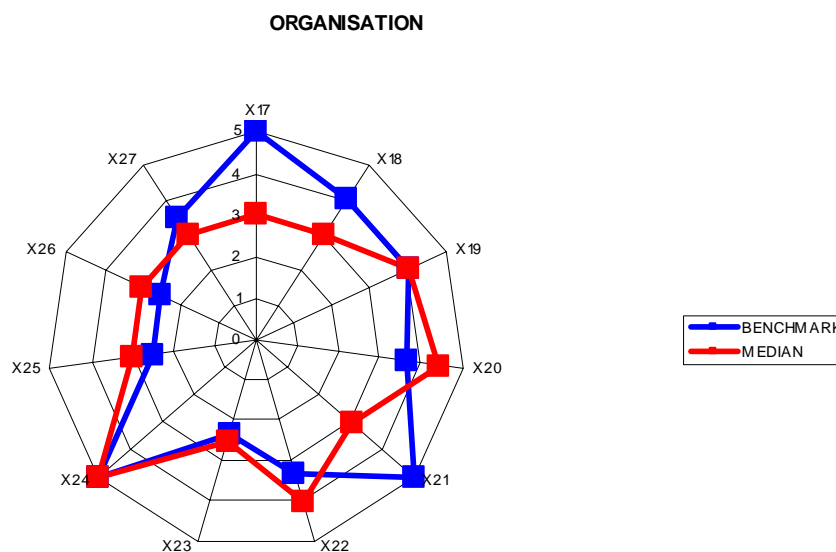 ORGANISATION
X17
X18
X19
X20
X21
X22
X23
X24
X25
X26
X27
5
4
3
2
1
0
BENCHMARK
MEDIAN